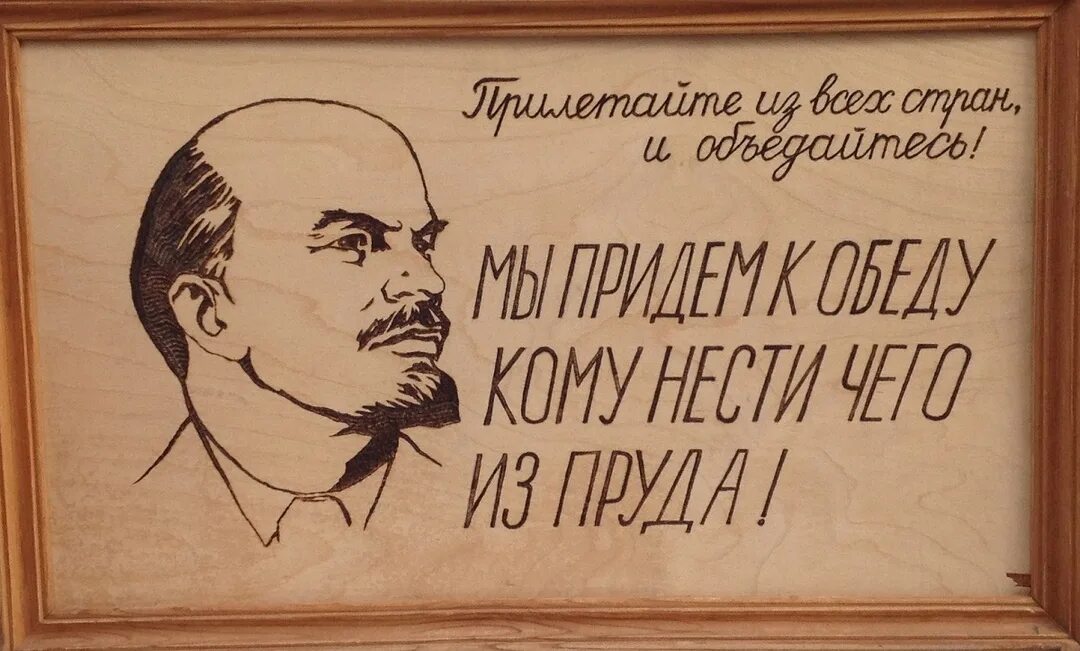 Прилетайте из всех стран,
и объедайтесь!
МЫ ПРИДЕМ К ОБЕДУ
КОМУ НЕСТИ ЧЕГО
ИЗ ПРУДА!